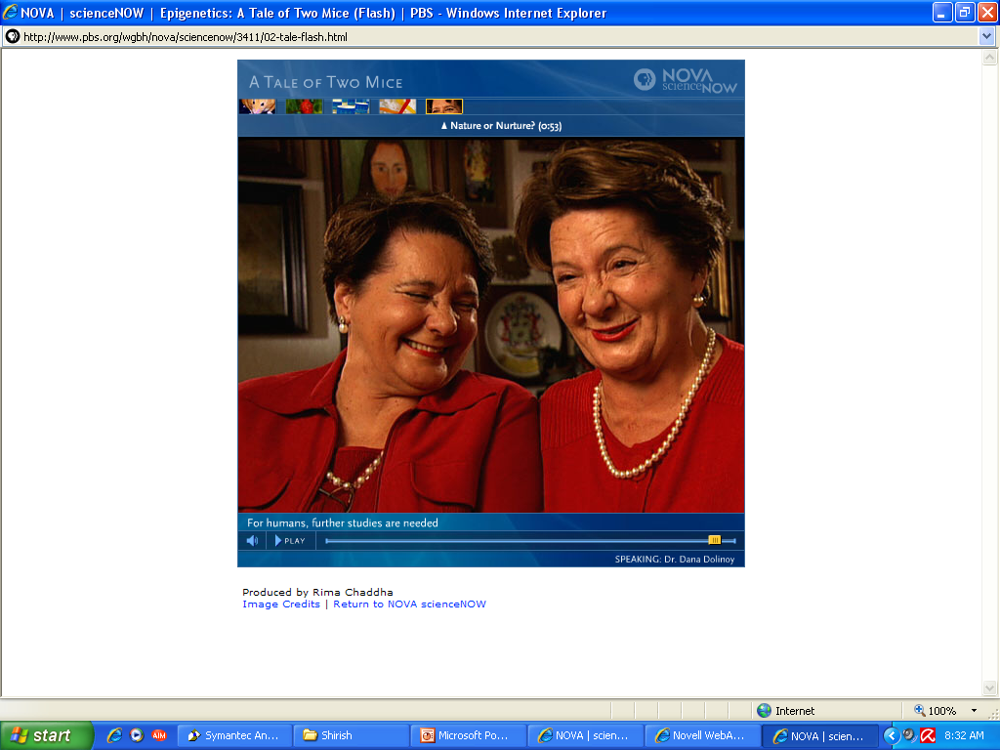 NOVA | scienceNOW | Epigenetics: A Tale of Two Mice (Flash) | PBS - Windows Internet Explorer
http://www.pbs.org/wgbh/nova/sciencenow/3411/02-tale-flash.html
A TALE OF TWO MICE
NOVA
scienceNOW
Nature or Nurture? (0:53)
For humans, further studies are needed
PLAY
SPEAKING: Dr. Dana Dolinoy
Produced by Rima Chaddha
Image Credits | Return to NOVA scienceNOW
Internet
100%
start
AIM
Symantec An...
Shirish
Microsoft Po...
NOVA | scien...
Novell WebA...
NOVA | scien...
8:32 AM